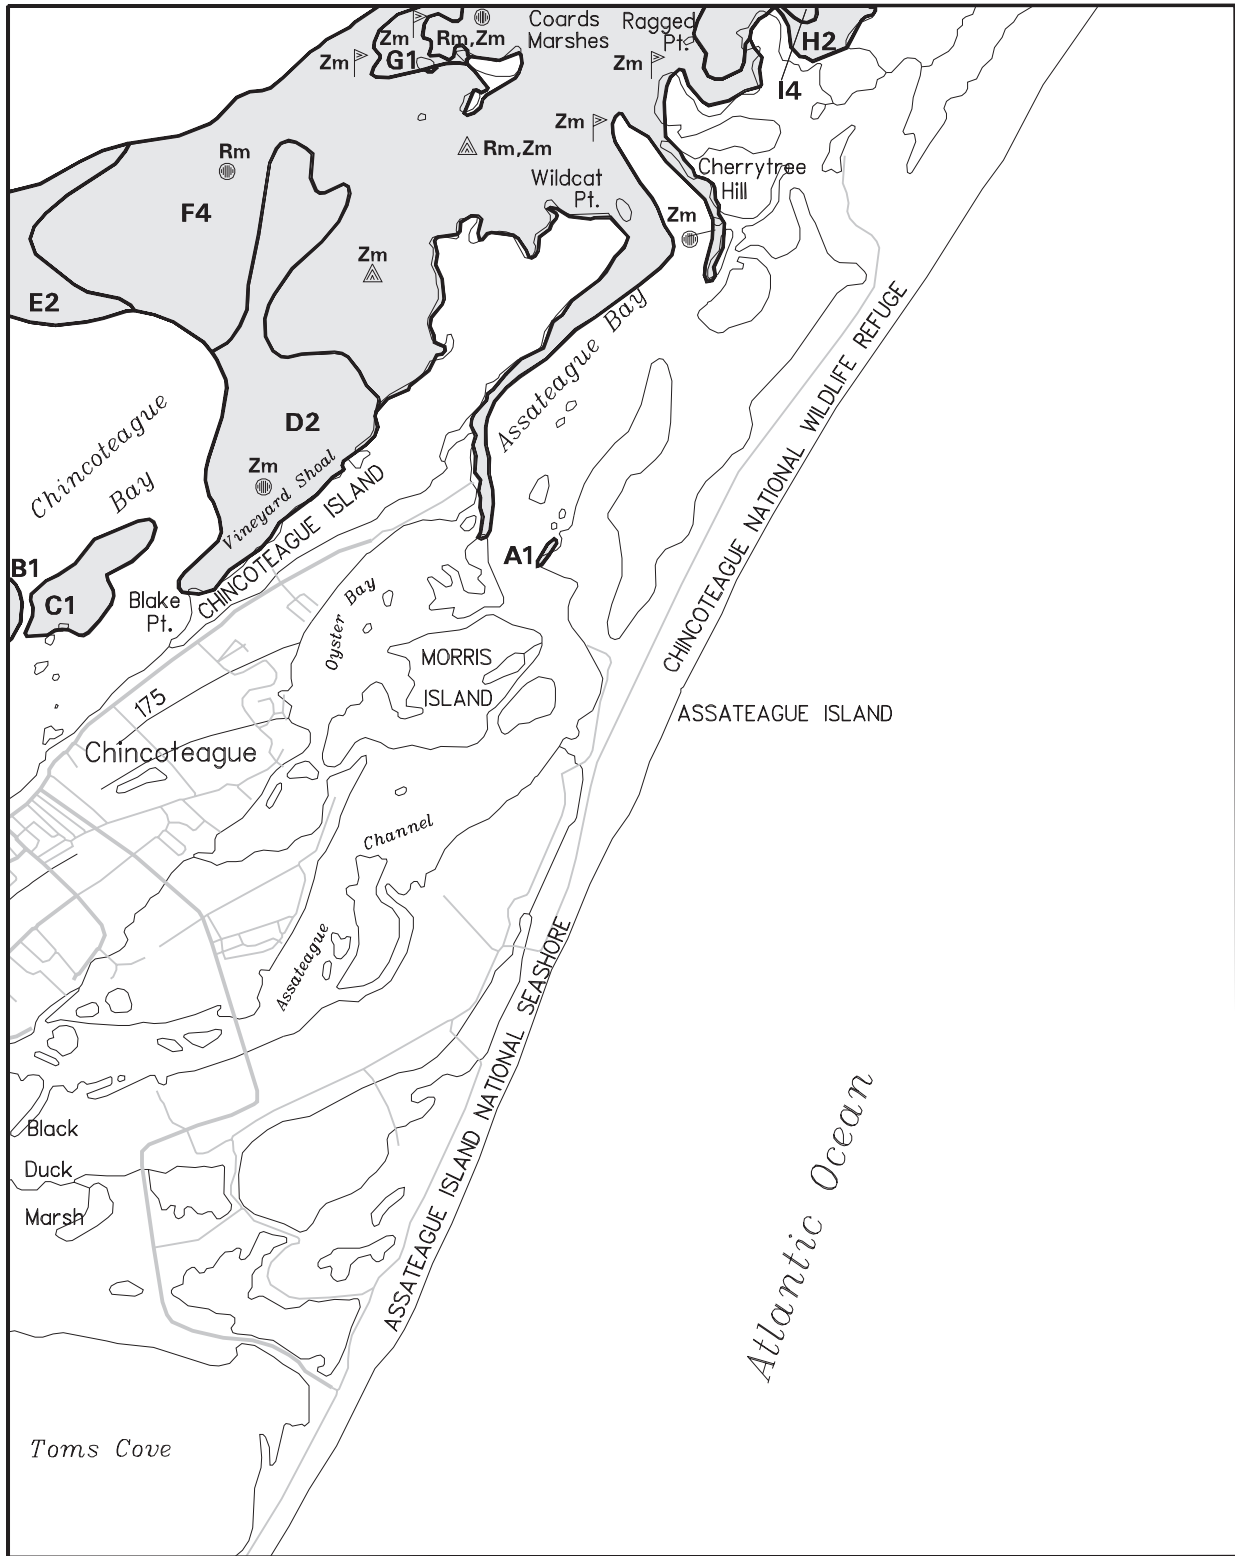 Coards
Marshes
Ragged
Pt.
Zm
Rm,Zm
H2
G1
Zm
Zm
I4
Zm
Rm,Zm
Rm
Wildcat
Pt.
Cherrytree
Hill
F4
Zm
Zm
E2
Assateague Bay
CHINCOTEAGUE NATIONAL WILDLIFE REFUGE
D2
Chincoteague
Bay
Zm
Vineyard Shoal
CHINCOTEAGUE ISLAND
A1
B1
C1
Blake
Pt.
Oyster Bay
MORRIS
ISLAND
175
ASSATEAGUE ISLAND
Chincoteague
Channel
Assateague
ASSATEAGUE ISLAND NATIONAL SEASHORE
Black
Duck
Marsh
Atlantic Ocean
Toms Cove